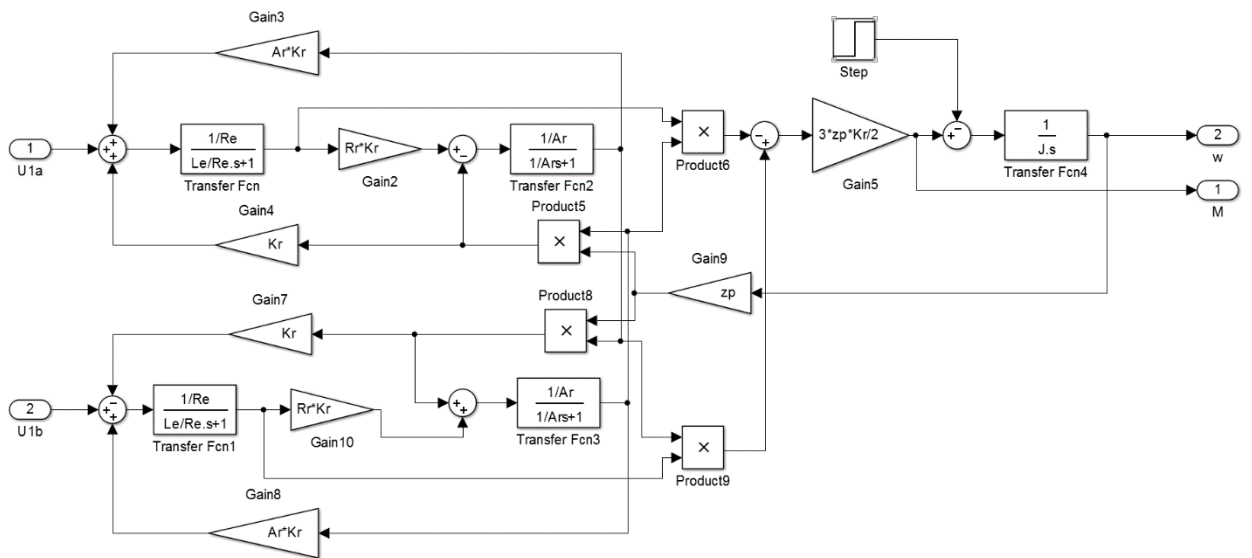 Gain3
Ar*Kr
Step
1
U1a
1/Re
Le/Re.s+1
Transfer Fcn
Rr*Kr
Gain2
1/Ar
1/Ars+1
Transfer Fcn2
×
Product6
3*zp*Kr/2
Gain5
1
J.s
Transfer Fcn4
2
w
1
M
Gain4
Kr
Product5
×
Gain9
zp
Gain7
Kr
Product8
×
2
U1b
1/Re
Le/Re.s+1
Transfer Fcn1
Rr*Kr
Gain10
1/Ar
1/Ars+1
Transfer Fcn3
×
Product9
Gain8
Ar*Kr